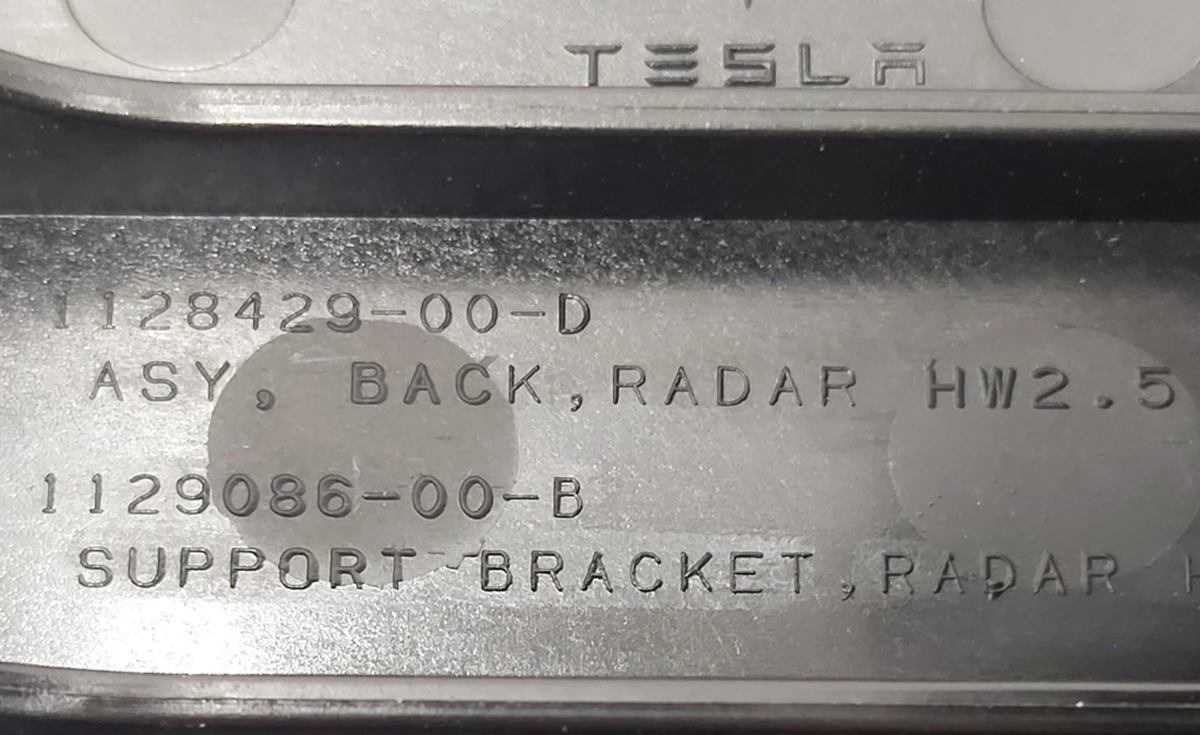 TESLA
1128429-00-D
ASY, BACK,RADAR HW2.5
1129086-00-B
SUPPORT BRACKET,RADAR